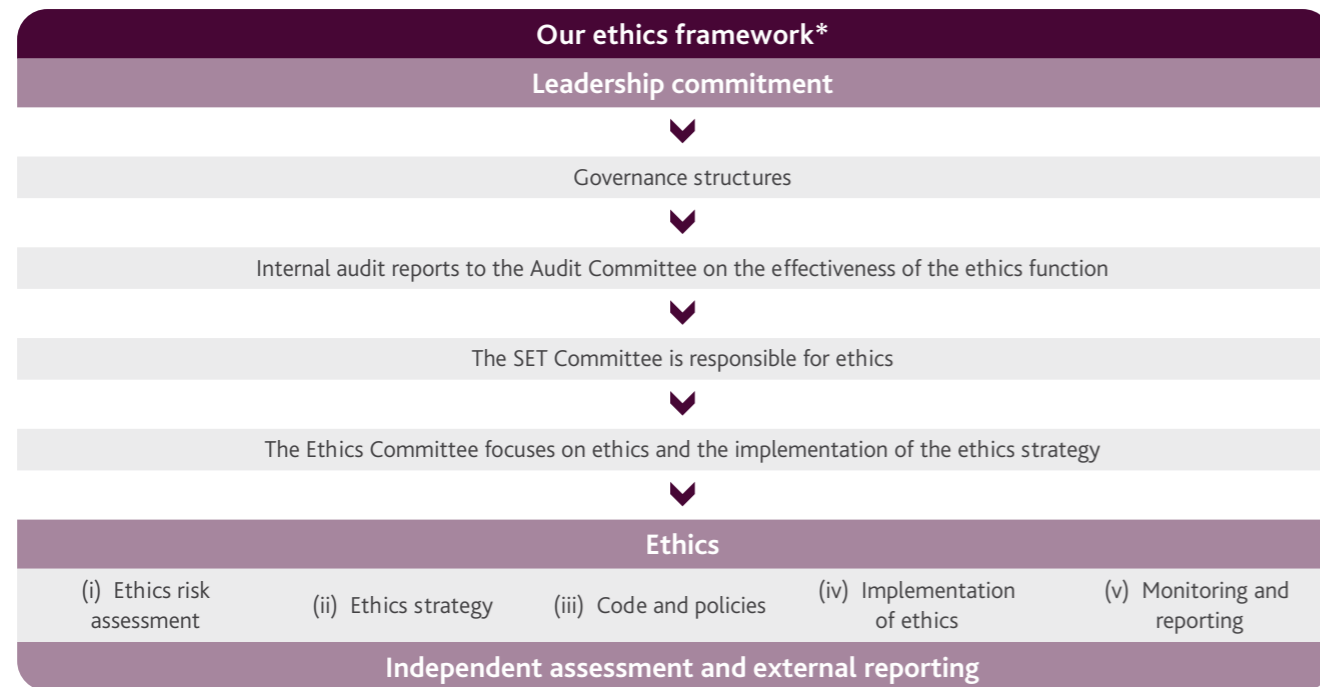 Our ethics framework*
Leadership commitment
Governance structures
Internal audit reports to the Audit Committee on the effectiveness of the ethics function
The SET Committee is responsible for ethics
The Ethics Committee focuses on ethics and the implementation of the ethics strategy
Ethics
(i) Ethics risk
assessment
(ii) Ethics strategy
(iii) Code and policies
(iv) Implementation
of ethics
(v) Monitoring and
reporting
Independent assessment and external reporting